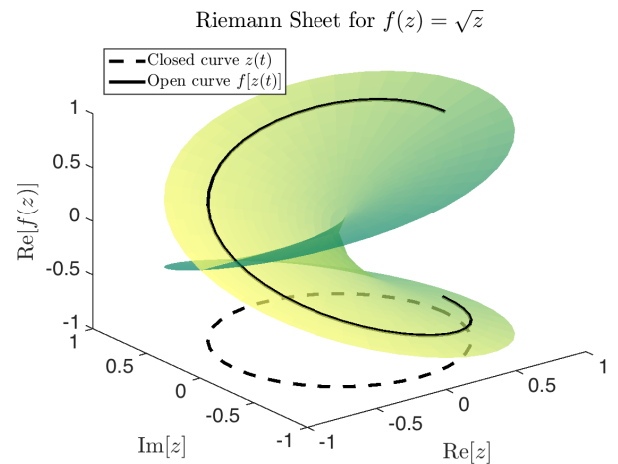 Riemann Sheet for f(z) = √z
Closed curve z(t)
Open curve f[z(t)]
Re[f(z)]
1
0.5
0
-0.5
-1
1
0.5
0
-0.5
-1
Im[z]
-1
-0.5
0
0.5
1
Re[z]